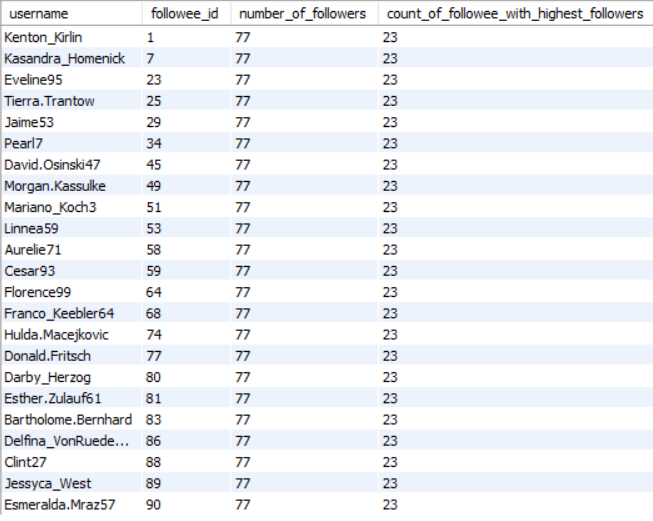 username followee_id number_of_followers count_of_followee_with_highest_followers
Kenton_Kirlin 1 77 23
Kasandra_Homenick 7 77 23
Eveline95 23 77 23
Tierra.Trantow 25 77 23
Jaime53 29 77 23
Pearl7 34 77 23
David.Osinski47 45 77 23
Morgan.Kassulke 49 77 23
Mariano_Koch3 51 77 23
Linnea59 53 77 23
Aurelie71 58 77 23
Cesar93 59 77 23
Florence99 64 77 23
Franco_Keebler64 68 77 23
Hulda.Macejkovic 74 77 23
Donald.Fritsch 77 77 23
Darby_Herzog 80 77 23
Esther.Zulauf61 81 77 23
Bartholome.Bernhard 83 77 23
Delfina_VonRuede... 86 77 23
Clint27 88 77 23
Jessyca_West 89 77 23
Esmeralda.Mraz57 90 77 23